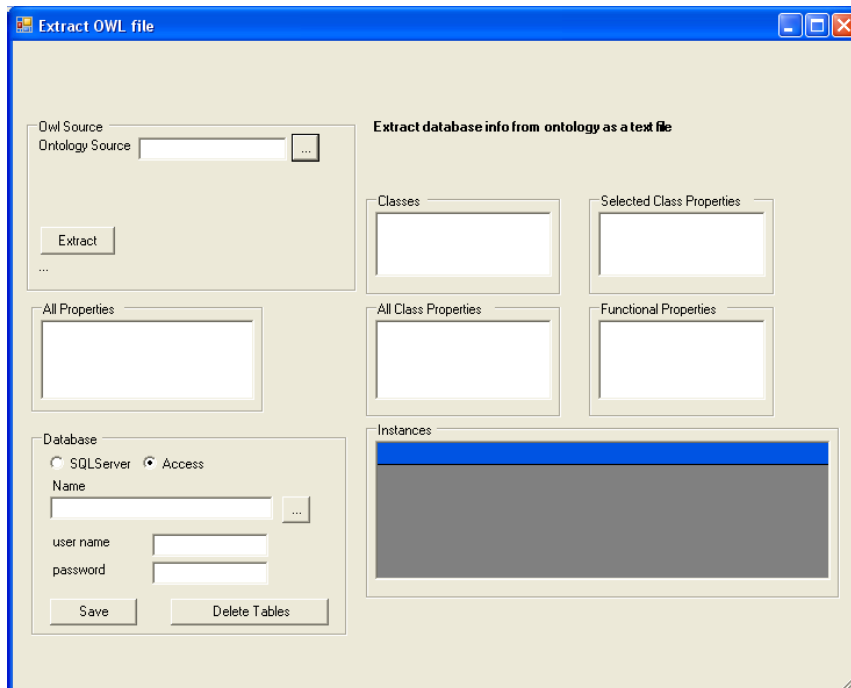 Extract OWL file
Owl Source
Ontology Source
...
Extract
...
Extract database info from ontology as a text file
Classes
Selected Class Properties
All Properties
All Class Properties
Functional Properties
Database
SQLServer
Access
Name
...
user name
password
Save
Delete Tables
Instances